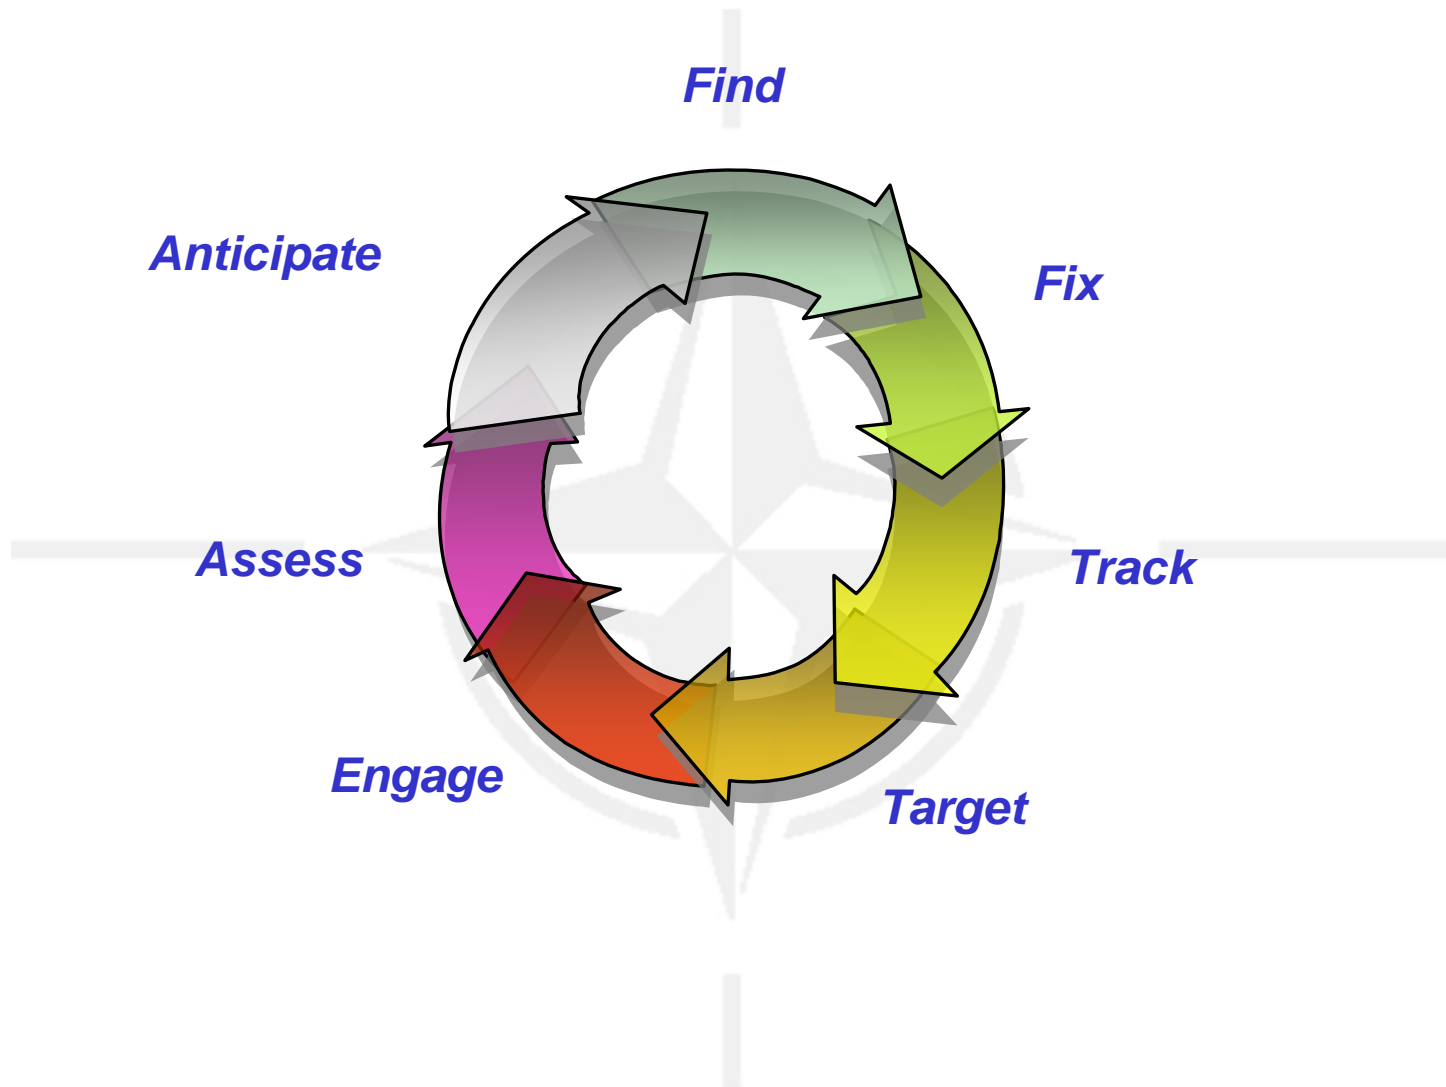 Find
Anticipate
Fix
Assess
Track
Engage
Target